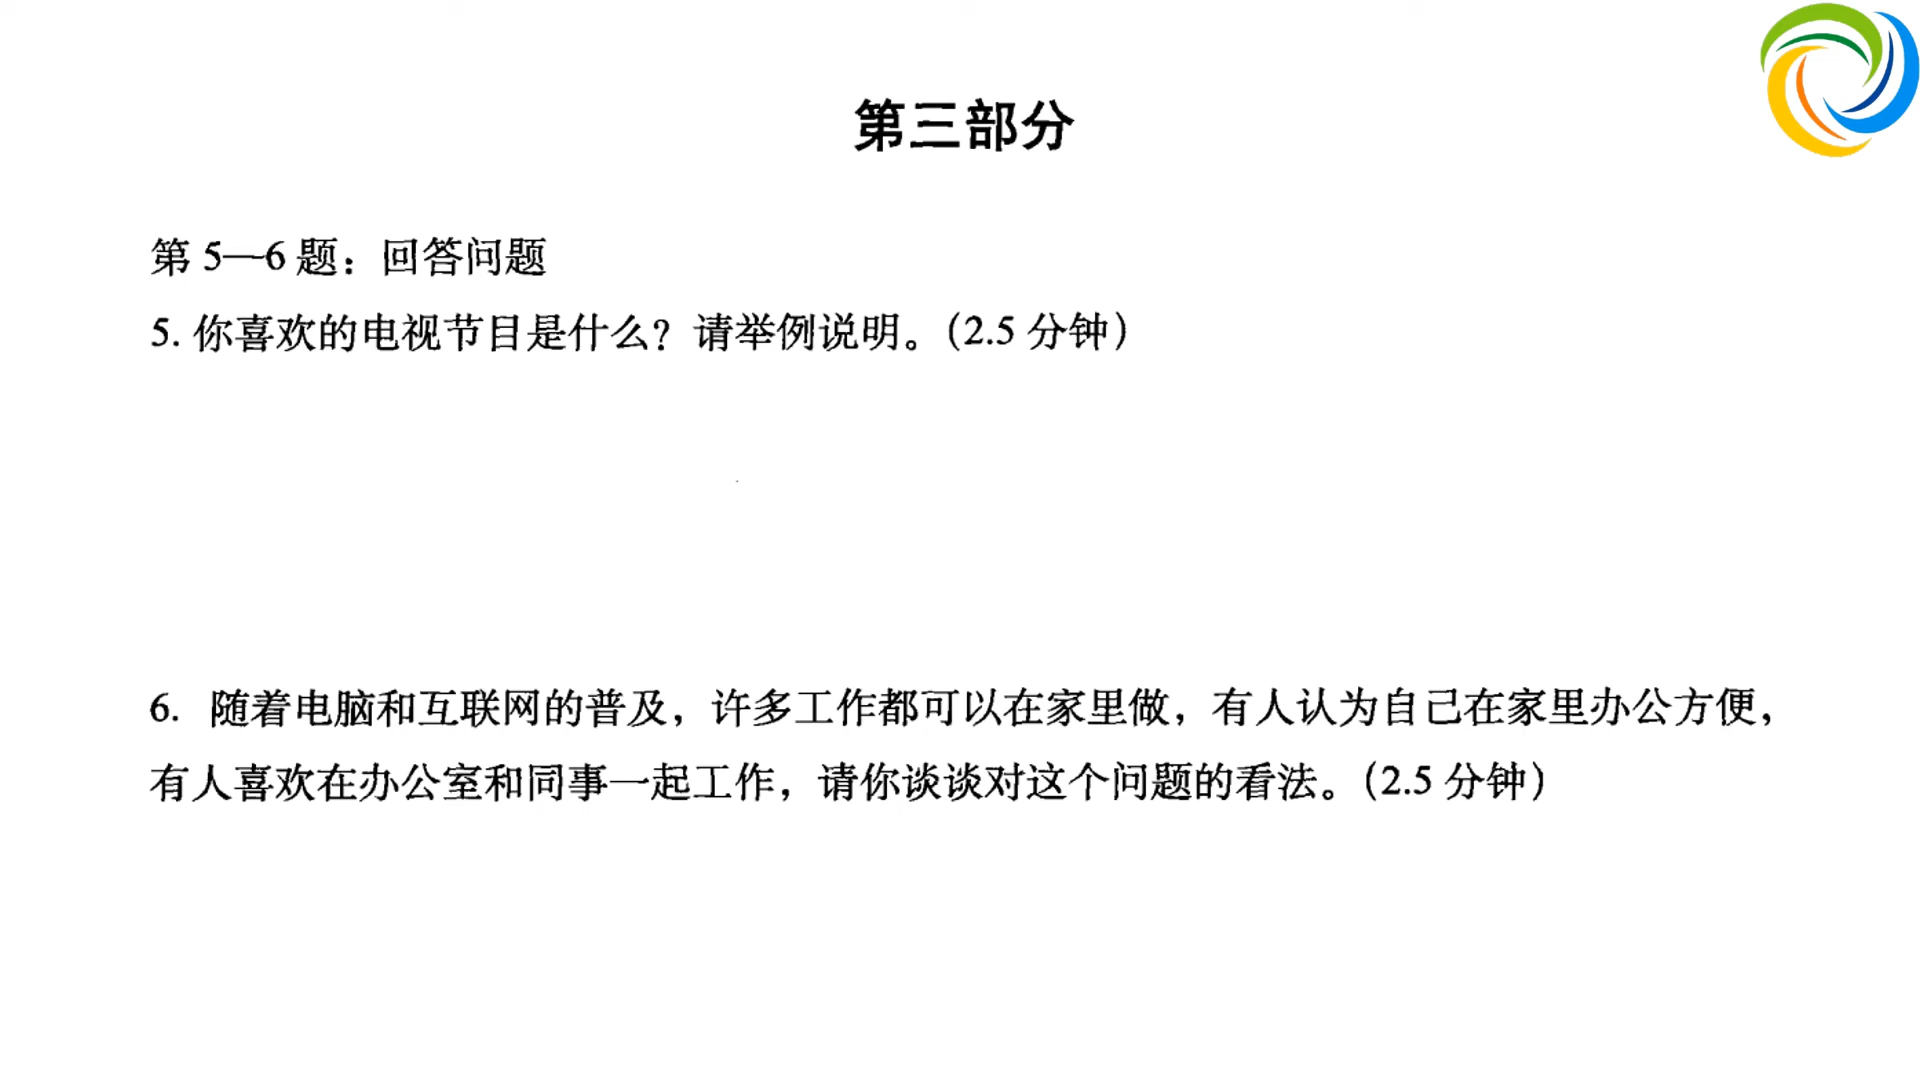 第三部分
第 5—6 题：回答问题
5. 你喜欢的电视节目是什么？请举例说明。（2.5 分钟）
6. 随着电脑和互联网的普及，许多工作都可以在家里做，有人认为自己在家里办公方便，
有人喜欢在办公室和同事一起工作，请你谈谈对这个问题的看法。（2.5 分钟）